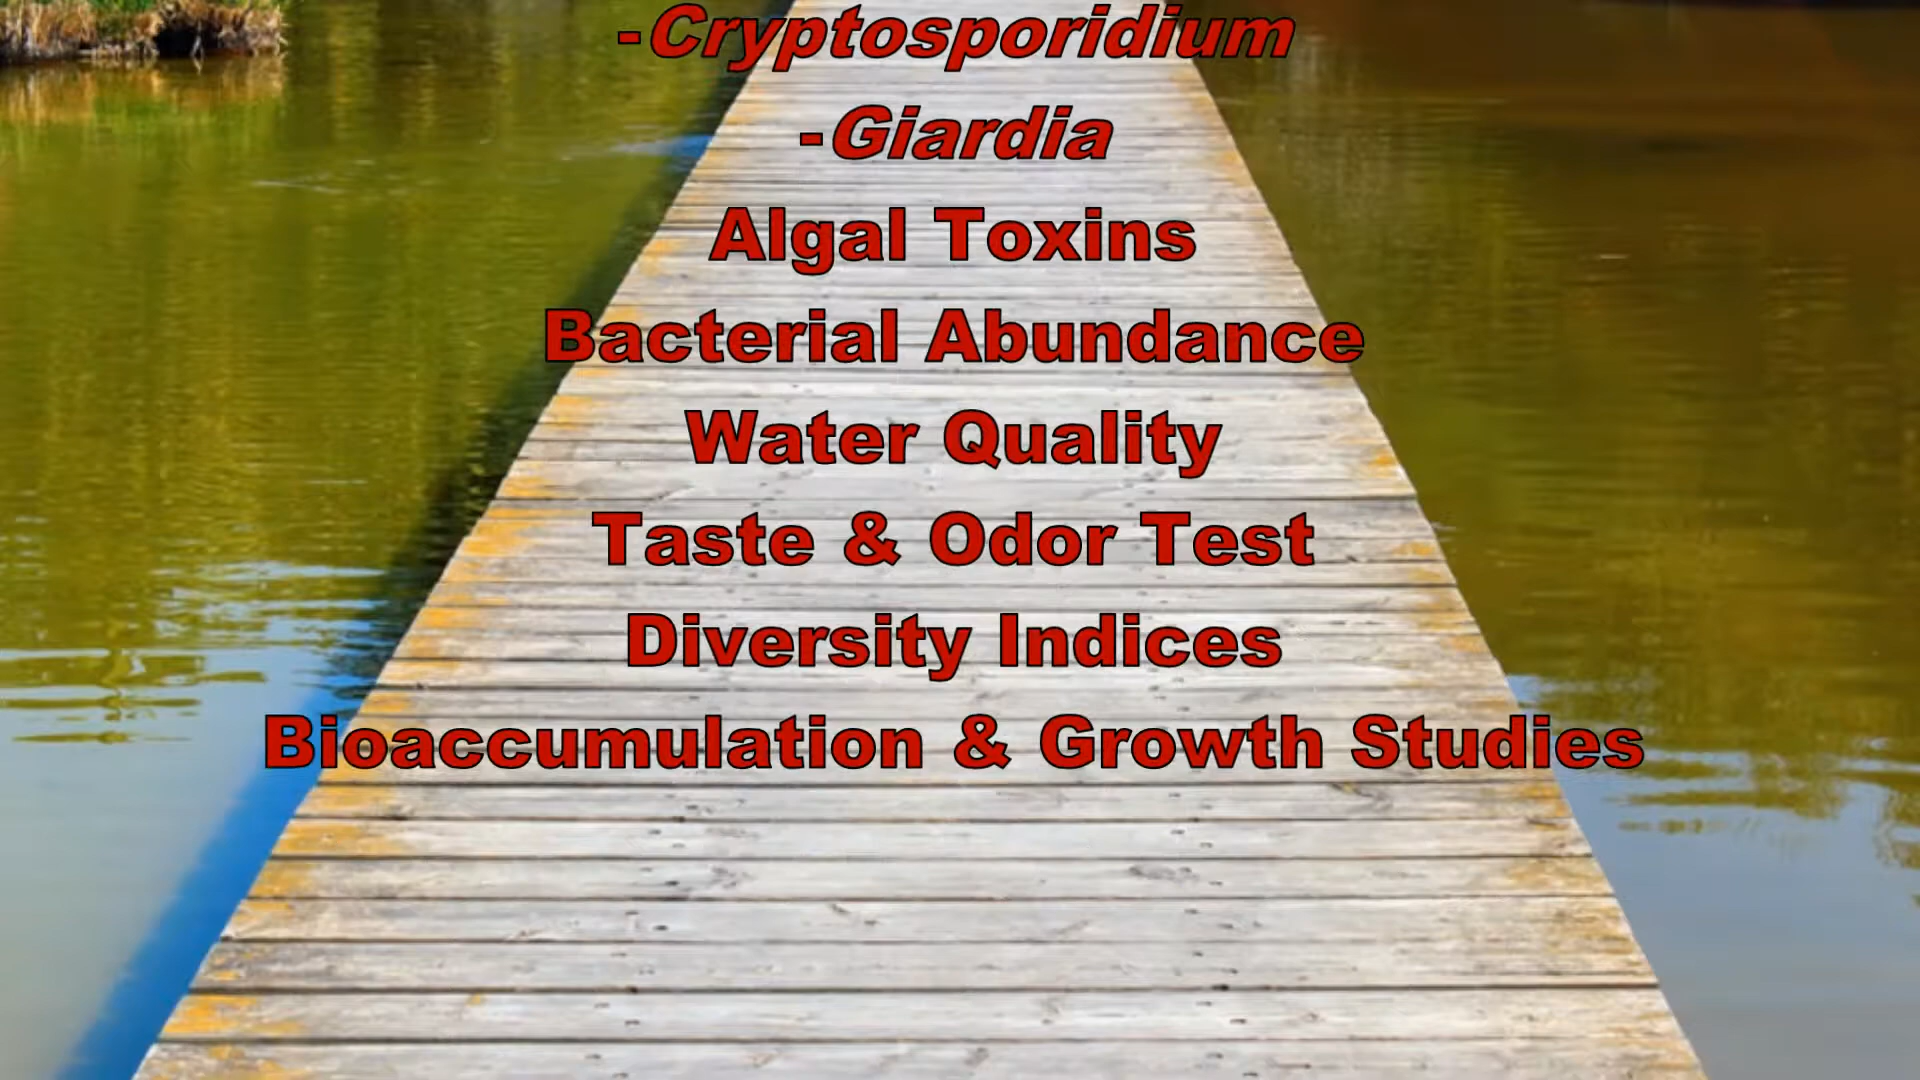 -Cryptosporidium
-Giardia
Algal Toxins
Bacterial Abundance
Water Quality
Taste & Odor Test
Diversity Indices
Bioaccumulation & Growth Studies